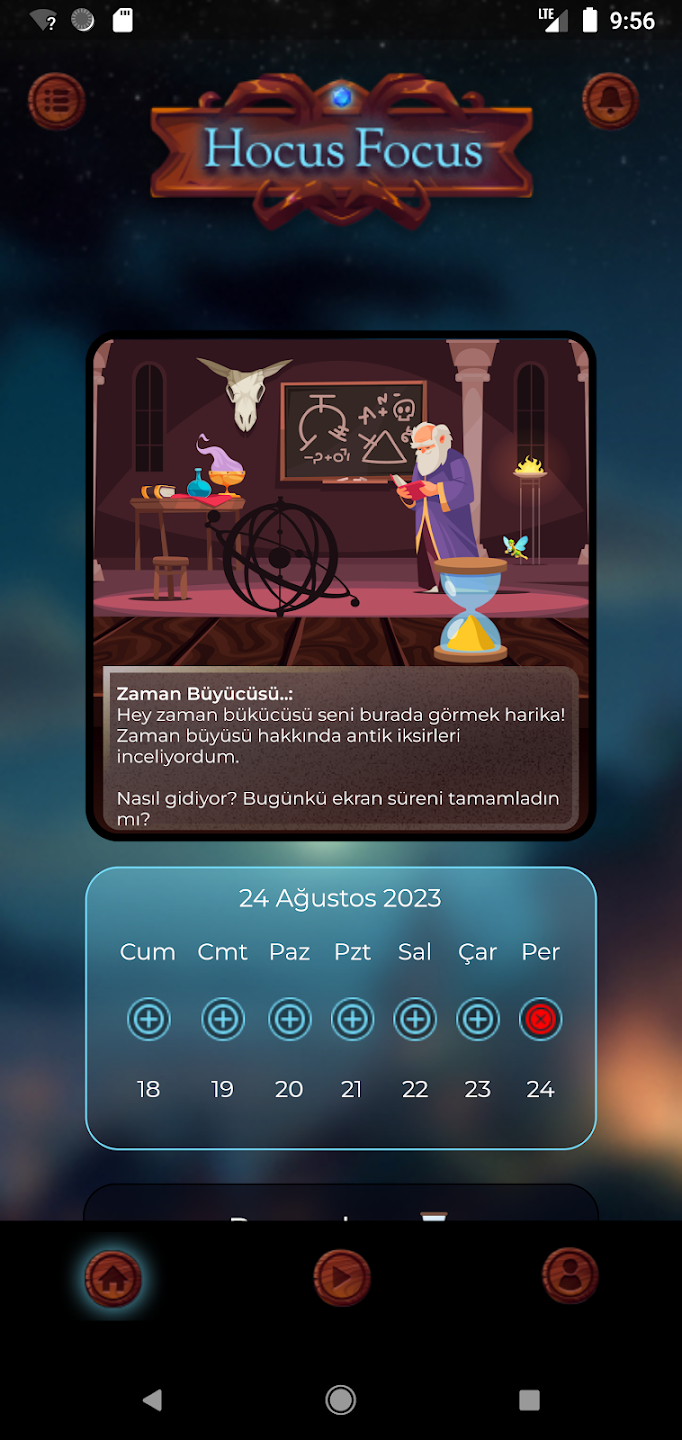 LTE 9:56
Hocus Focus
Zaman Büyücüsü..:
Hey zaman bükücüsü seni burada görmek harika!
Zaman büyüsü hakkında antik iksirleri
inceliyordum.
Nasıl gidiyor? Bugünkü ekran süreni tamamladın
mı?
24 Ağustos 2023
Cum Cmt Paz Pzt Sal Çar Per
18 19 20 21 22 23 24